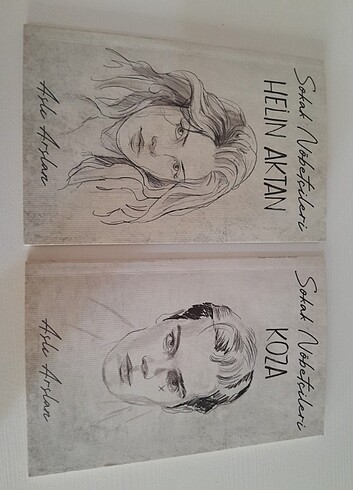 Sokak Nöbetçileri
HELİN AKTAN
Aslı Arslan
Sokak Nöbetçileri
KOZA
Aslı Arslan